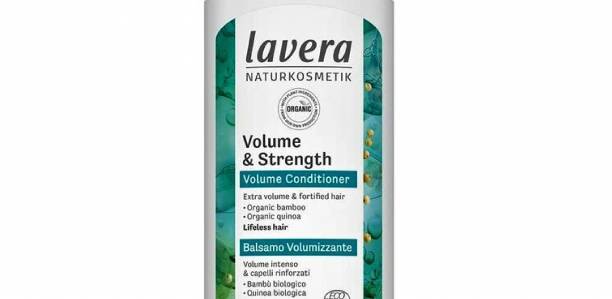 lavera
NATURKOSMETIK
ORGANIC
Volume
& Strength
Volume Conditioner
Extra volume & fortified hair
• Organic bamboo
• Organic quinoa
Lifeless hair
Balsamo Volumizzante
Volume intenso
& capelli rinforzati
• Bambù biologico
• Quinoa biologica
ECO